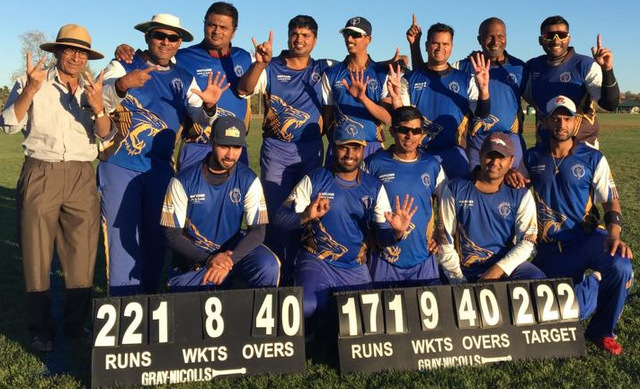 221 8 40
RUNS WKTS OVERS
GRAY-NICOLLS
171 9 40 222
RUNS WKTS OVERS TARGET
GRAY-NICOLLS